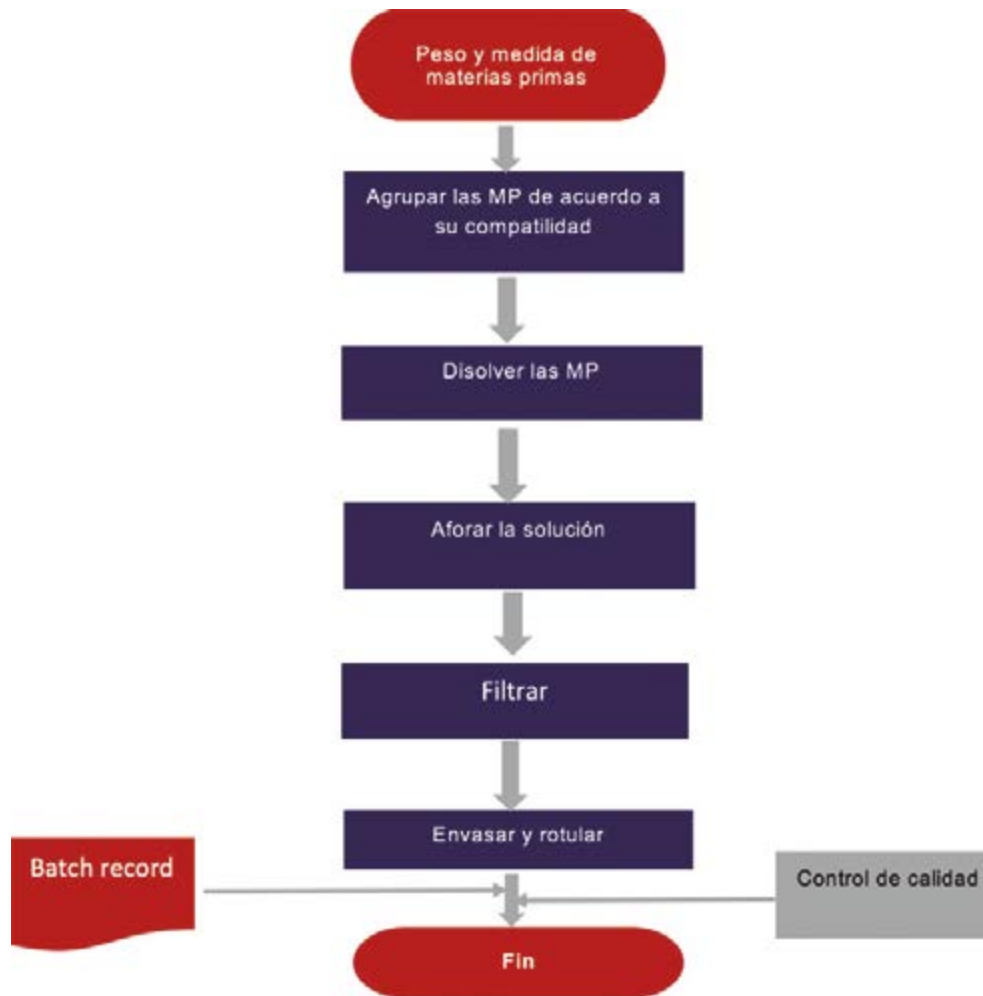 Peso y medida de
materias primas
Agrupar las MP de acuerdo a
su compatilidad
Disolver las MP
Aforar la solución
Filtrar
Envasar y rotular
Batch record
Control de calidad
Fin